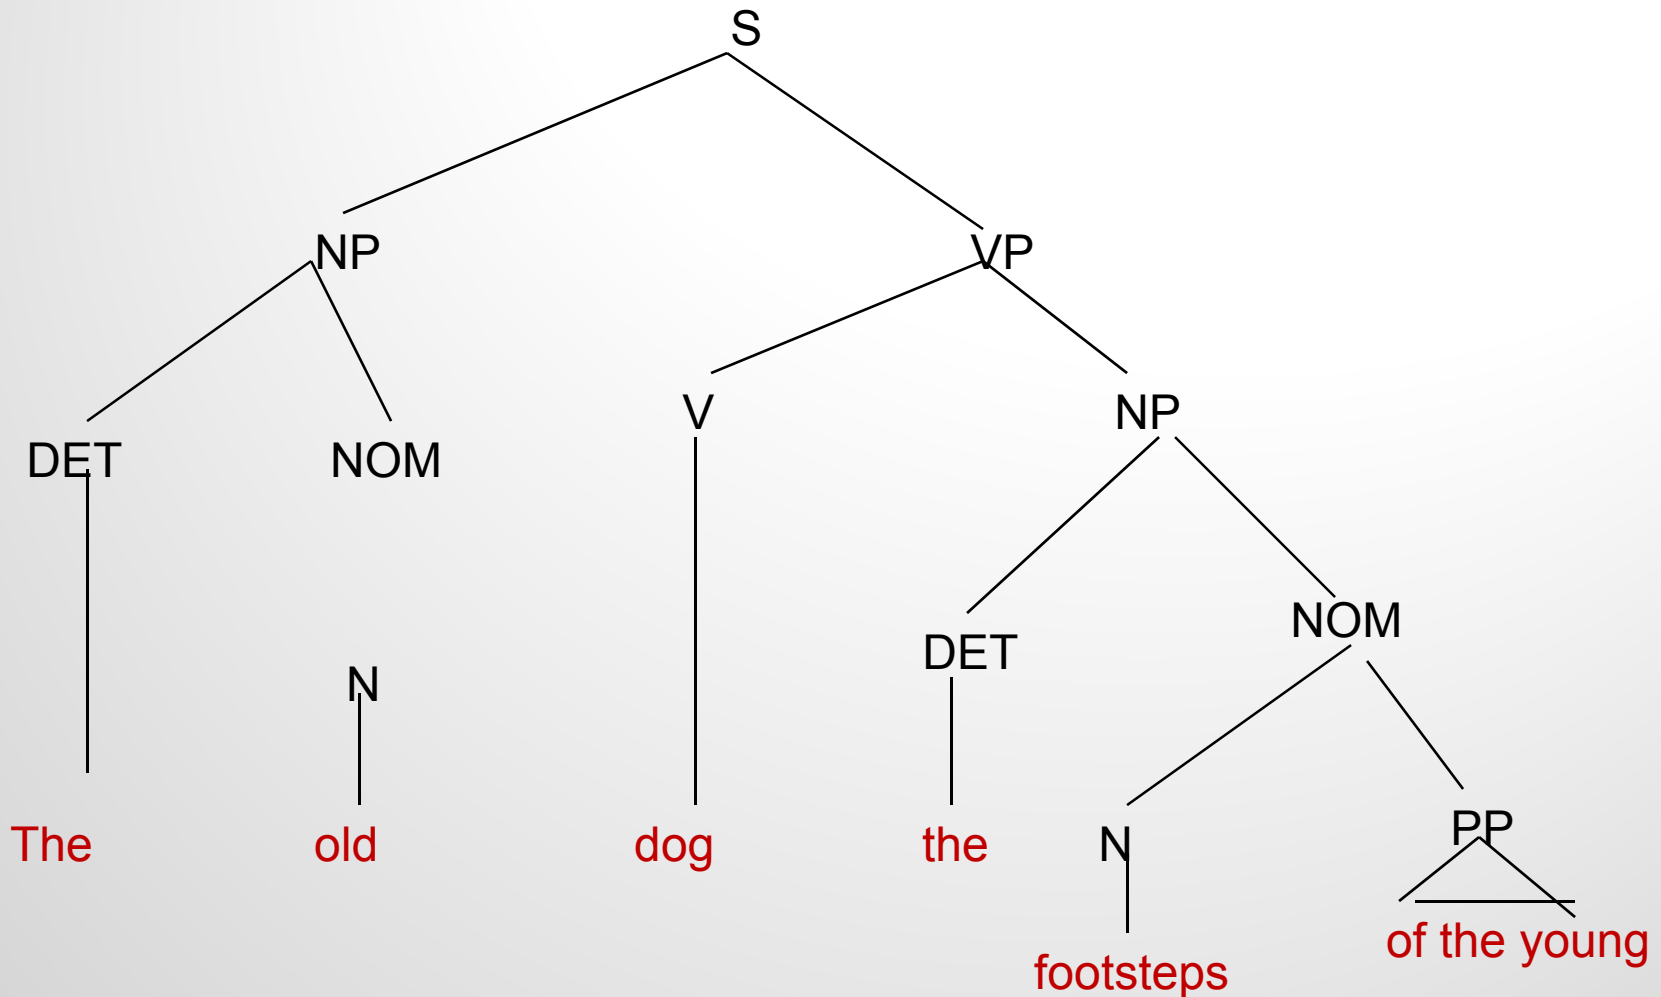 S
NP VP
V NP
DET NOM
NOM
DET
N
PP
The old dog the N
of the young
footsteps